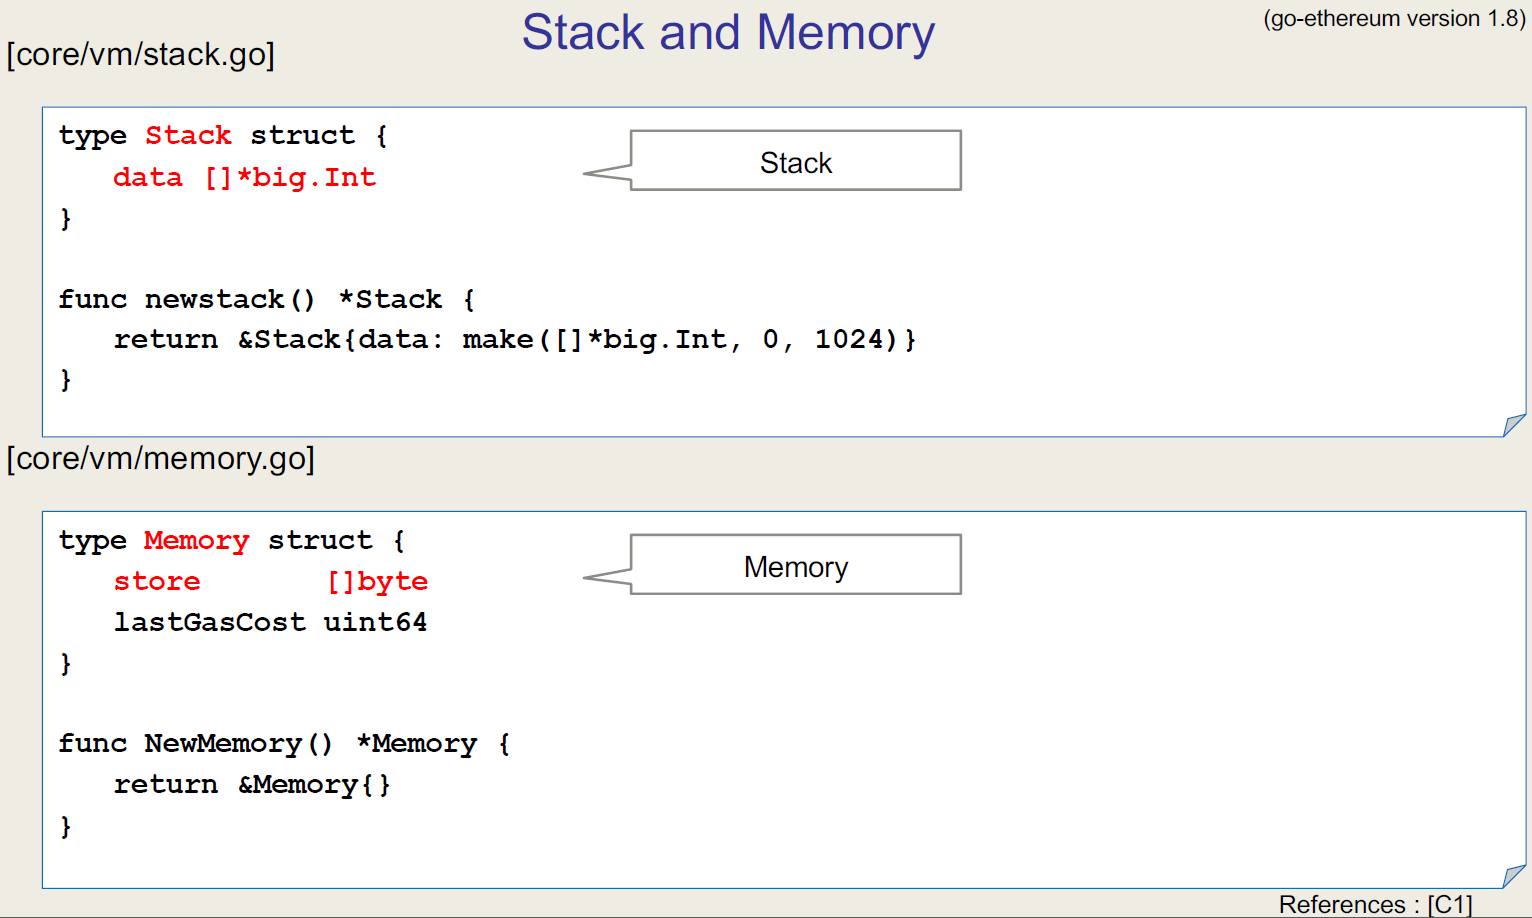 Stack and Memory
(go-ethereum version 1.8)
[core/vm/stack.go]
type Stack struct {
data []*big.Int
}
Stack
func newstack() *Stack {
return &Stack{data: make([]*big.Int, 0, 1024)}
}
[core/vm/memory.go]
type Memory struct {
store []byte
lastGasCost uint64
}
Memory
func NewMemory() *Memory {
return &Memory{}
}
References : [C1]